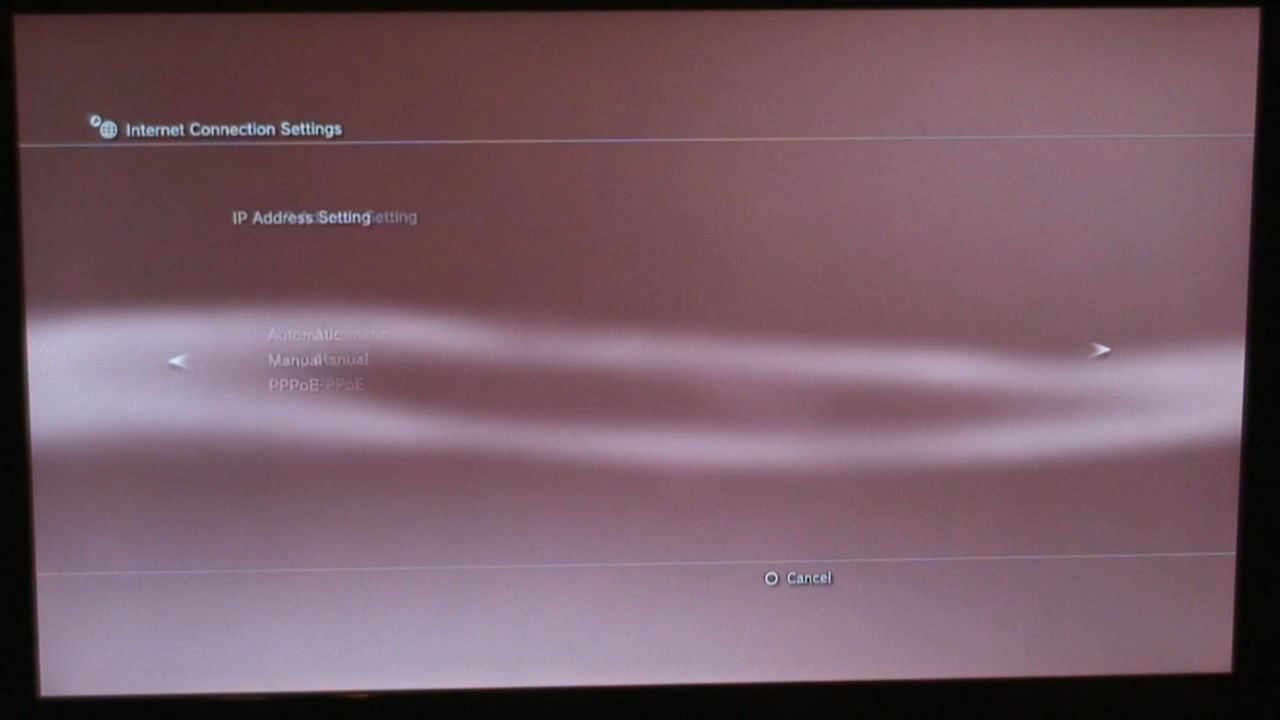 Internet Connection Settings
IP Address Setting
Automatic
Manual
PPPoE
Cancel